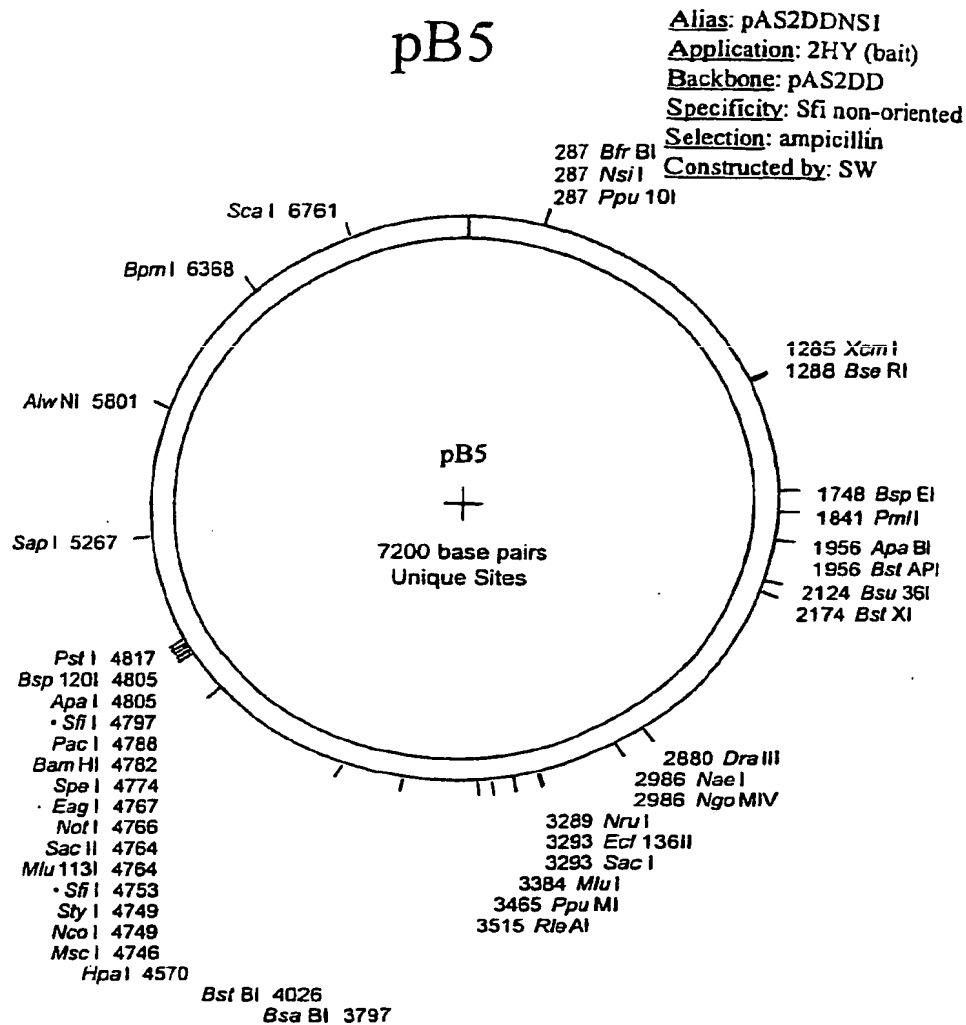 pB5
Alias: pAS2DDNS1
Application: 2HY (bait)
Backbone: pAS2DD
Specificity: Sfi non-oriented
Selection: ampicillin
Constructed by: SW
287 Bfr BI
287 Nsi I
287 Ppu 10I
Sca I 6761
Bpm I 6368
1285 Xcm I
1288 Bse RI
Alw NI 5801
pB5
7200 base pairs
Unique Sites
1748 Bsp EI
1841 Pml I
1956 Apa BI
1956 Bst API
2124 Bsu 36I
2174 Bst XI
Sap I 5267
Pst I 4817
Bsp 120I 4805
Apa I 4805
• Sfi I 4797
Pac I 4788
Bam HI 4782
Spe I 4774
Eag I 4767
Not I 4766
Sac II 4764
Mlu 113I 4764
• Sfi I 4753
Sty I 4749
Nco I 4749
Msc I 4746
Hpa I 4570
Bst BI 4026
Bsa BI 3797
2880 Dra III
2986 Nae I
2986 Ngo MIV
3289 Nru I
3293 Ecl 136II
3293 Sac I
3384 Mlu I
3465 Ppu MI
3515 Rle AI